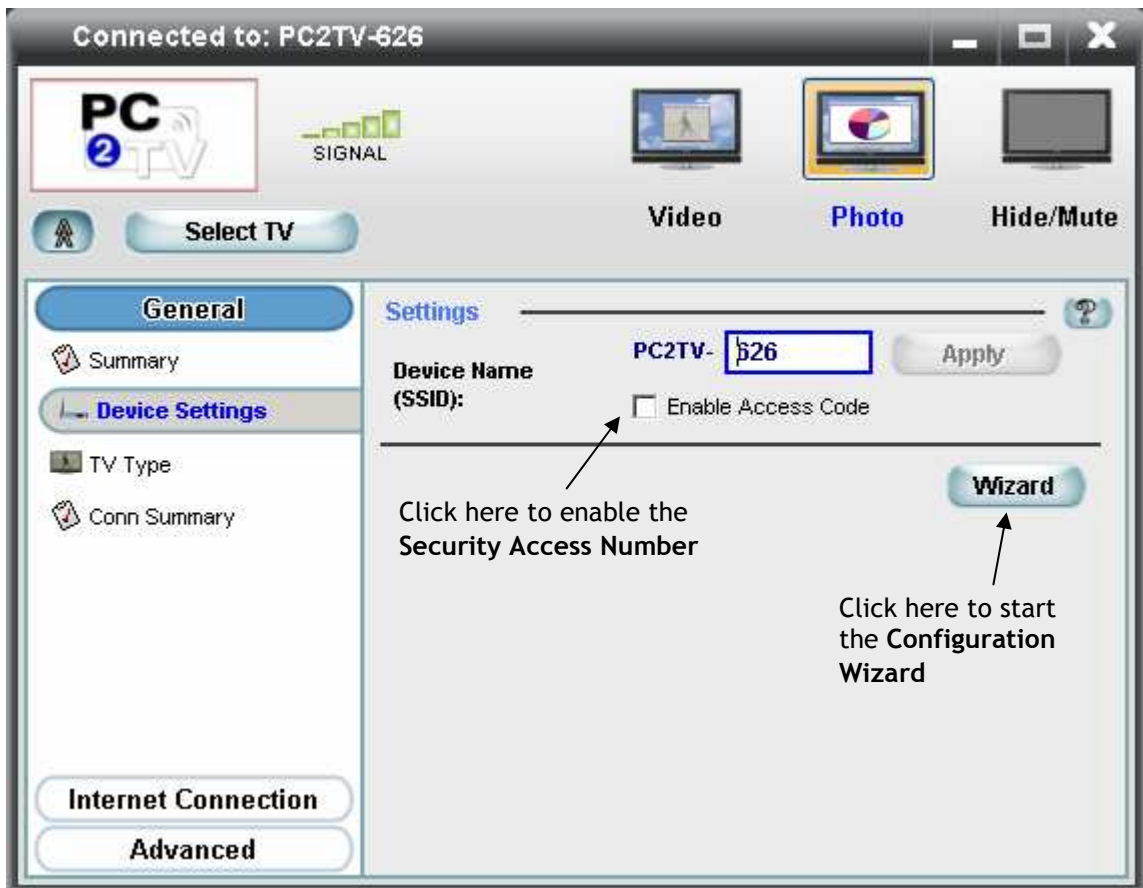 Connected to: PC2TV-626
PC
2 TV
SIGNAL
Select TV
Video
Photo
Hide/Mute
General
Summary
Device Settings
TV Type
Conn Summary
Internet Connection
Advanced
Settings
?
Device Name
(SSID):
PC2TV- 626
Apply
Enable Access Code
Wizard
Click here to enable the
Security Access Number
Click here to start
the Configuration
Wizard